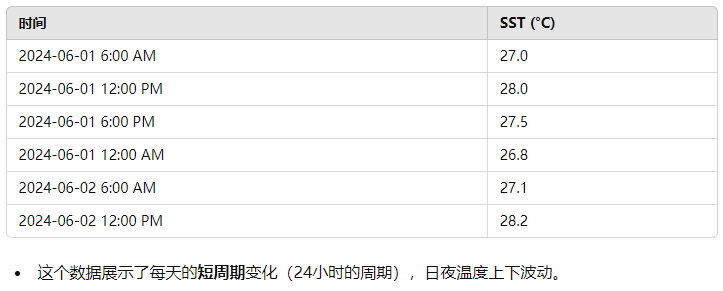 时间 SST (°C)
2024-06-01 6:00 AM 27.0
2024-06-01 12:00 PM 28.0
2024-06-01 6:00 PM 27.5
2024-06-01 12:00 AM 26.8
2024-06-02 6:00 AM 27.1
2024-06-02 12:00 PM 28.2
• 这个数据展示了每天的短周期变化（24小时的周期），日夜温度上下波动。